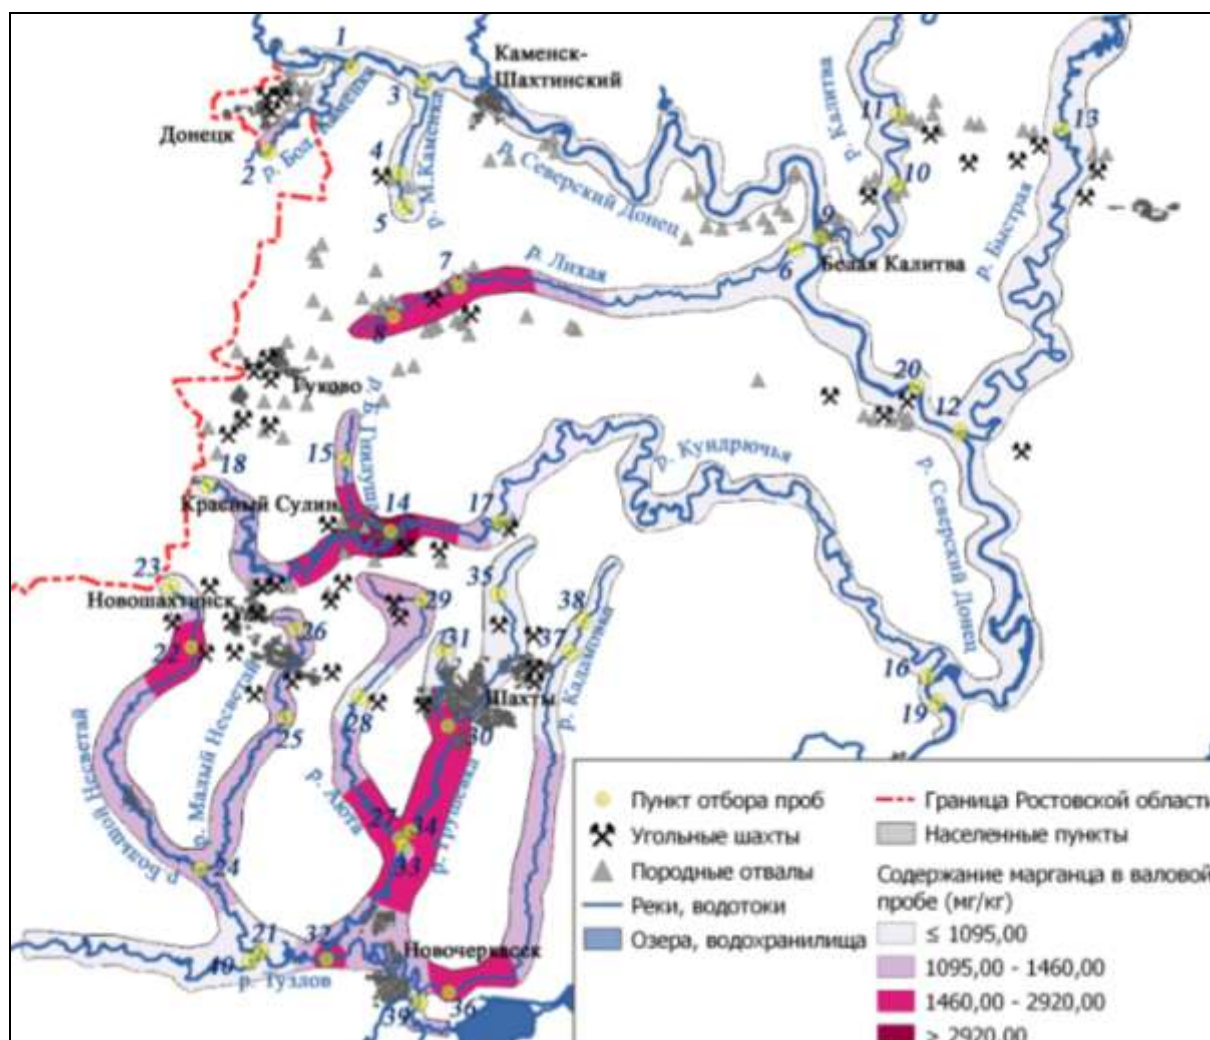 1
Каменск-
Шахтинский
3
Донецк
2
р. Бол. Каменка
4
5
р. М.Каменка
р. Северский Донец
р. Калитва
11
10
13
9
6
Белая Калитва
р. Быстрая
7
р. Лихая
8
Гуково
20
12
15
18
р. Кундрючья
Красный Сулин
14
17
р. Северский Донец
23
Новошахтинск
35
38
29
26
31
37
22
р. Каламовка
16
19
Шахты
28
30
25
р. Большой Несветай
р. Малый Несветай
р. Аюта
27
34
33
24
21
32
40
р. Тузлов
Новочеркасск
39
36
Пункт отбора проб
Угольные шахты
Породные отвалы
Реки, водотоки
Озера, водохранилища
Граница Ростовской области
Населенные пункты
Содержание марганца в валовой
пробе (мг/кг)
≤ 1095,00
1095,00 - 1460,00
1460,00 - 2920,00
≥ 2920,00